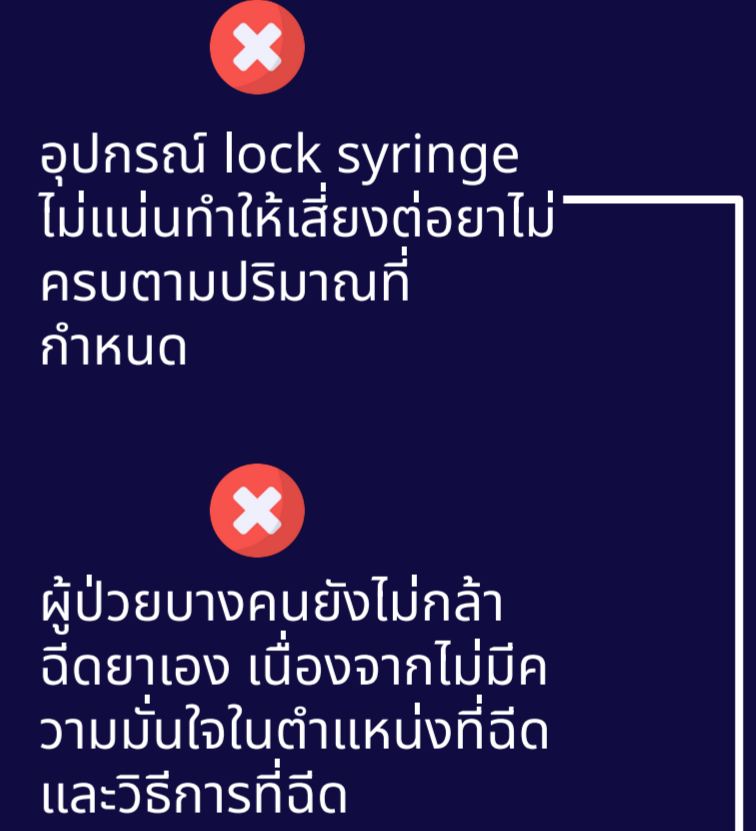 อุปกรณ์ lock syringe
ไม่แน่นทำให้เสี่ยงต่อยาไม่
ครบตามปริมาณที่
กำหนด
ผู้ป่วยบางคนยังไม่กล้า
ฉีดยาเอง เนื่องจากไม่มีค
วามมั่นใจในตำแหน่งที่ฉีด
และวิธีการที่ฉีด